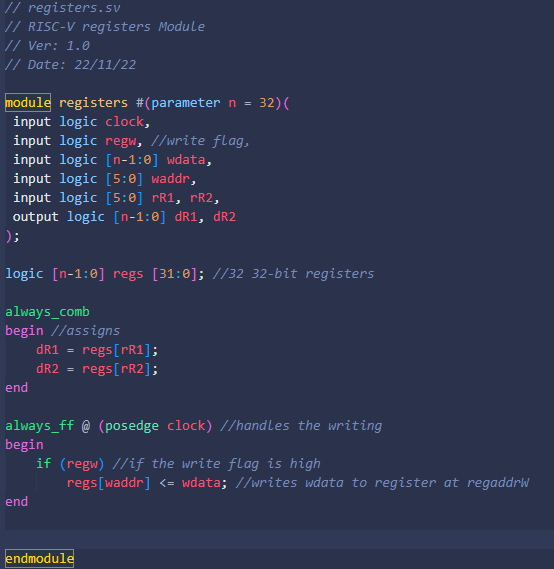 // registers.sv
// RISC-V registers Module
// Ver: 1.0
// Date: 22/11/22
module registers #(parameter n = 32)(
input logic clock,
input logic regw, //write flag,
input logic [n-1:0] wdata,
input logic [5:0] waddr,
input logic [5:0] rR1, rR2,
output logic [n-1:0] dR1, dR2
);
logic [n-1:0] regs [31:0]; //32 32-bit registers
always_comb
begin //assigns
dR1 = regs[rR1];
dR2 = regs[rR2];
end
always_ff @ (posedge clock) //handles the writing
begin
if (regw) //if the write flag is high
regs[waddr] <= wdata; //writes wdata to register at regaddrW
end
endmodule